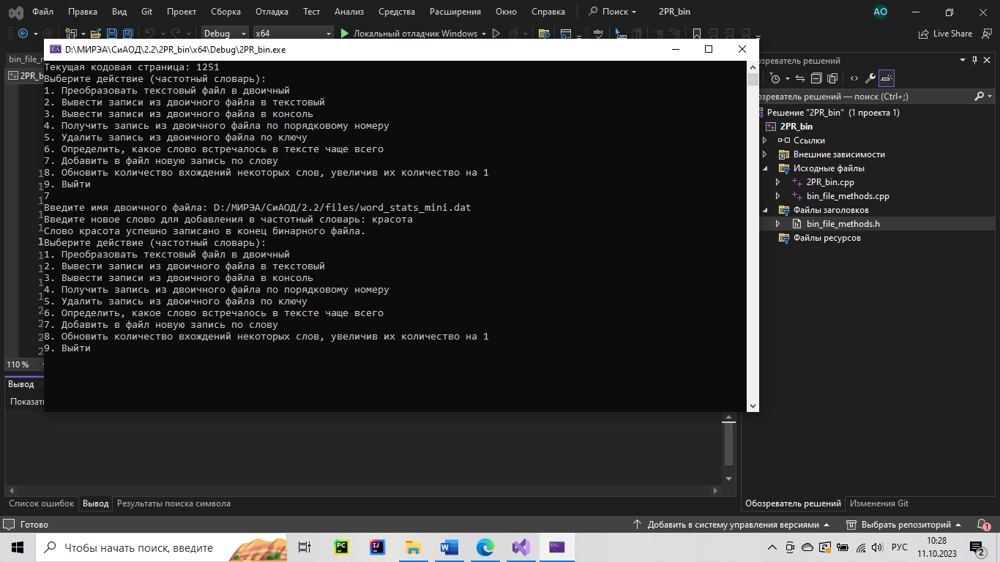 Файл Правка Вид Git Проект Сборка Отладка Тест Анализ Средства Расширения Окно Справка Поиск 2PR_bin АО
Debug x64 Локальный отладчик Windows Live Share
bin_file_
2PR_b
D:\МИРЭА\СиАОД\2.2\2PR_bin\x64\Debug\2PR_bin.exe
Текущая кодовая страница: 1251
Выберите действие (частотный словарь):
1. Преобразовать текстовый файл в двоичный
2. Вывести записи из двоичного файла в текстовый
3. Вывести записи из двоичного файла в консоль
4. Получить запись из двоичного файла по порядковому номеру
5. Удалить запись из двоичного файла по ключу
6. Определить, какое слово встречалось в тексте чаще всего
7. Добавить в файл новую запись по слову
8. Обновить количество вхождений некоторых слов, увеличив их количество на 1
9. Выйти
7
Введите имя двоичного файла: D:/МИРЭА/СиАОД/2.2/files/word_stats_mini.dat
Введите новое слово для добавления в частотный словарь: красота
Слово красота успешно записано в конец бинарного файла.
Выберите действие (частотный словарь):
1. Преобразовать текстовый файл в двоичный
2. Вывести записи из двоичного файла в текстовый
3. Вывести записи из двоичного файла в консоль
4. Получить запись из двоичного файла по порядковому номеру
5. Удалить запись из двоичного файла по ключу
6. Определить, какое слово встречалось в тексте чаще всего
7. Добавить в файл новую запись по слову
8. Обновить количество вхождений некоторых слов, увеличив их количество на 1
9. Выйти
110 %
Вывод
Показать
Список ошибок Вывод Результаты поиска символа
озреватель решений
озреватель решений — поиск (Ctrl+;)
Решение "2PR_bin" (1 проекта 1)
2PR_bin
Ссылки
Внешние зависимости
Исходные файлы
2PR_bin.cpp
bin_file_methods.cpp
Файлы заголовков
bin_file_methods.h
Файлы ресурсов
Обозреватель решений Изменения Git
Готово Добавить в систему управления версиями Выбрать репозиторий 1
Чтобы начать поиск, введите РУС 10:28 2
11.10.2023